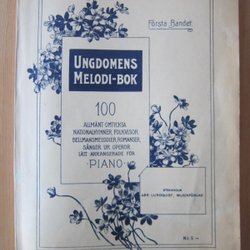 Första Bandet.
UNGDOMENS
MELODI-BOK
100
ALLMÄNT OMTYCKTA
NATIONALHYMNER, FOLKVISOR,
BELLMANSMELODIER, ROMANSER,
SÅNGER UR OPEROR
LÄTT ARRANGERADE FÖR
PIANO
STOCKHOLM
ABR. LUNDQUIST, MUSIKFÖRLAG